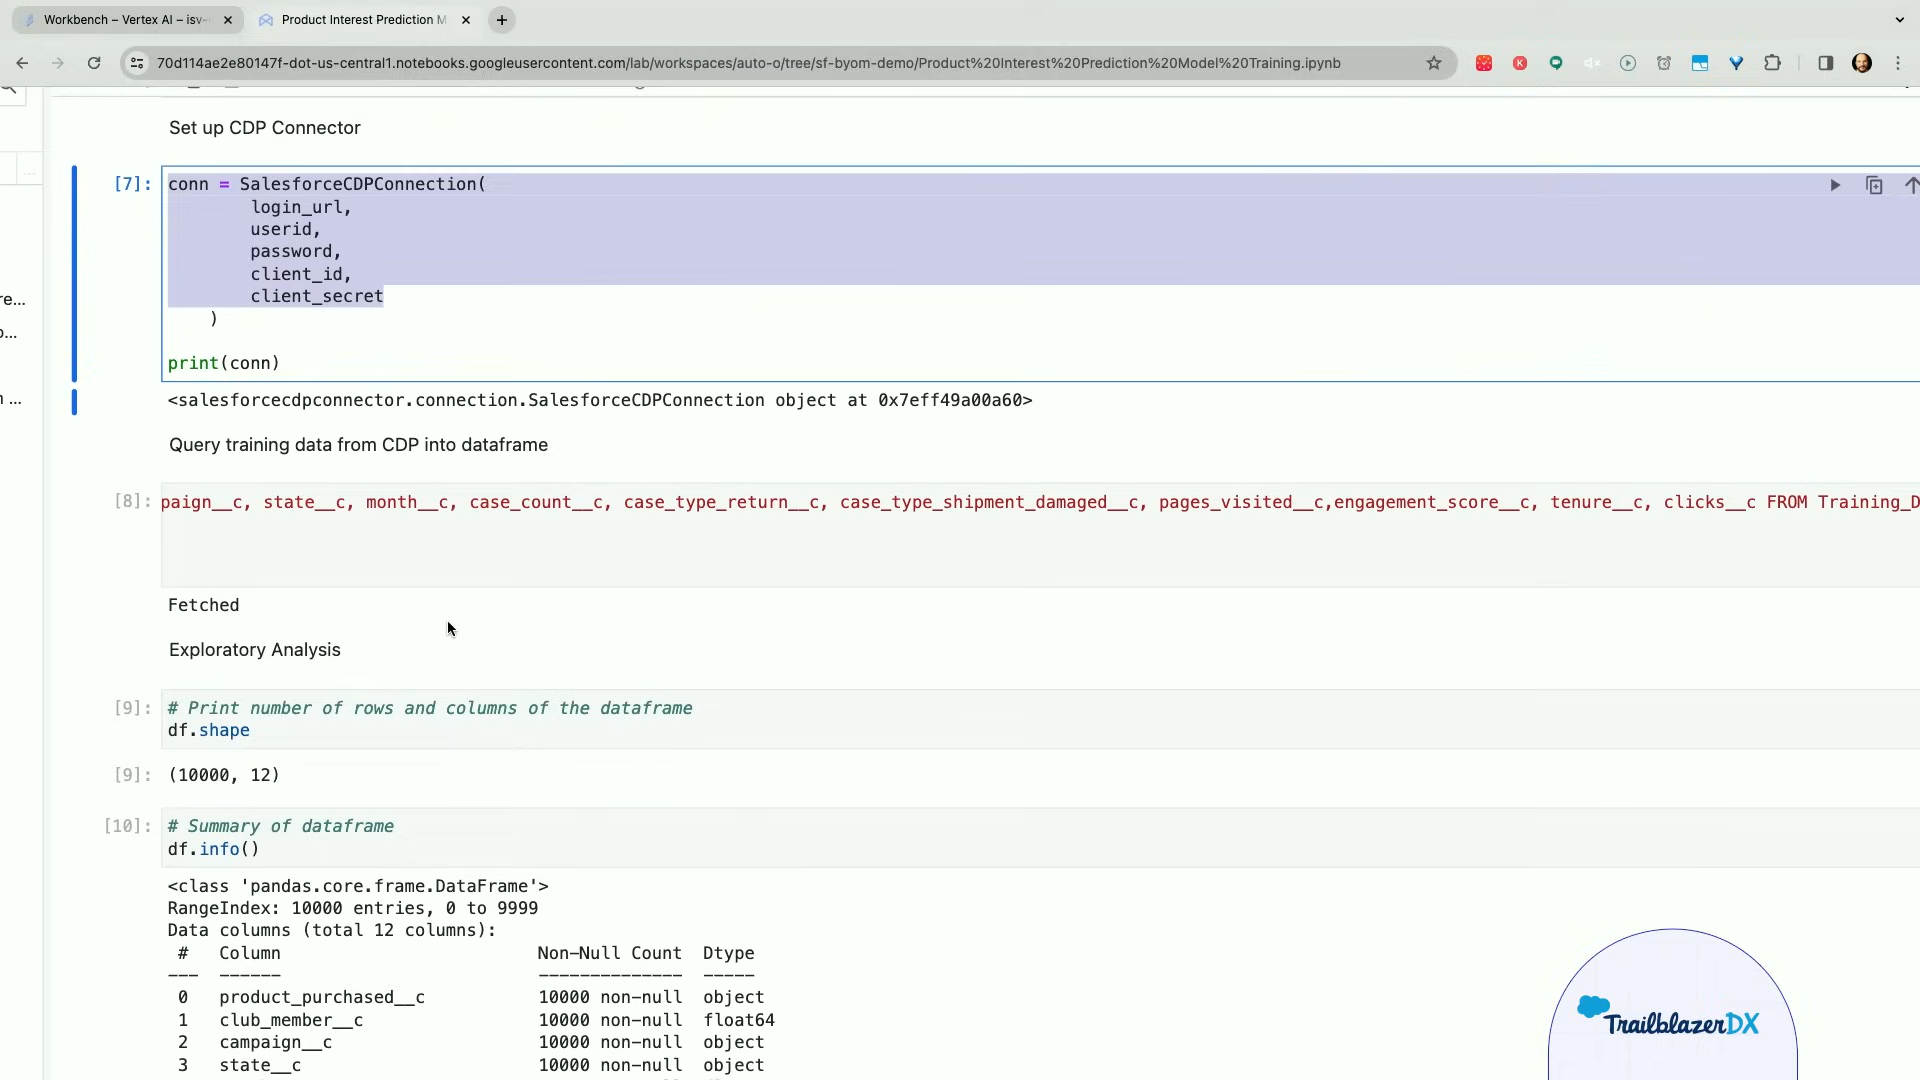 Workbench – Vertex AI – isv-
Product Interest Prediction M
70d114ae2e80147f-dot-us-central1.notebooks.googleusercontent.com/lab/workspaces/auto-o/tree/sf-byom-demo/Product%20Interest%20Prediction%20Model%20Training.ipynb
Set up CDP Connector
[7]: conn = SalesforceCDPConnection(
login_url,
userid,
password,
client_id,
client_secret
)
print(conn)
<salesforcecdpconnector.connection.SalesforceCDPConnection object at 0x7eff49a00a60>
Query training data from CDP into dataframe
[8]: paign__c, state__c, month__c, case_count__c, case_type_return__c, case_type_shipment_damaged__c, pages_visited__c,engagement_score__c, tenure__c, clicks__c FROM Training_D
Fetched
Exploratory Analysis
[9]: # Print number of rows and columns of the dataframe
df.shape
[9]: (10000, 12)
[10]: # Summary of dataframe
df.info()
<class 'pandas.core.frame.DataFrame'>
RangeIndex: 10000 entries, 0 to 9999
Data columns (total 12 columns):
# Column Non-Null Count Dtype
--- ------ -------------- -----
0 product_purchased__c 10000 non-null object
1 club_member__c 10000 non-null float64
2 campaign__c 10000 non-null object
3 state__c 10000 non-null object
re...
o...
n ...
TrailblazerDX